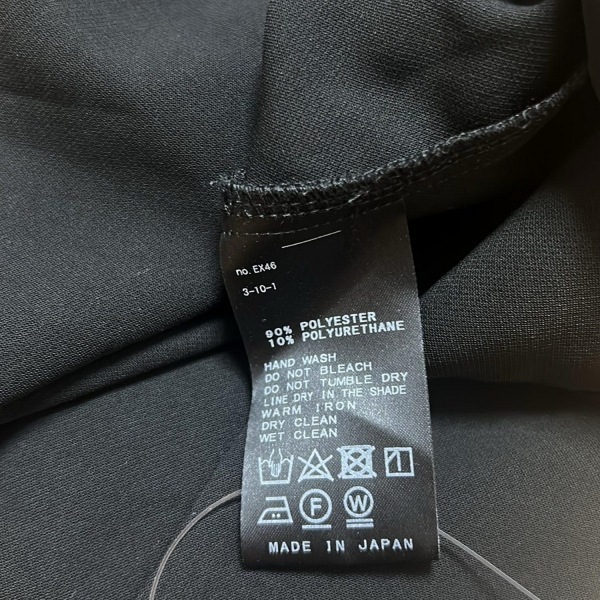 no. EX46
3-10-1
90% POLYESTER
10% POLYURETHANE
HAND WASH
DO NOT BLEACH
DO NOT TUMBLE DRY
LINE DRY IN THE SHADE
WARM IRON
DRY CLEAN
WET CLEAN
F W
MADE IN JAPAN